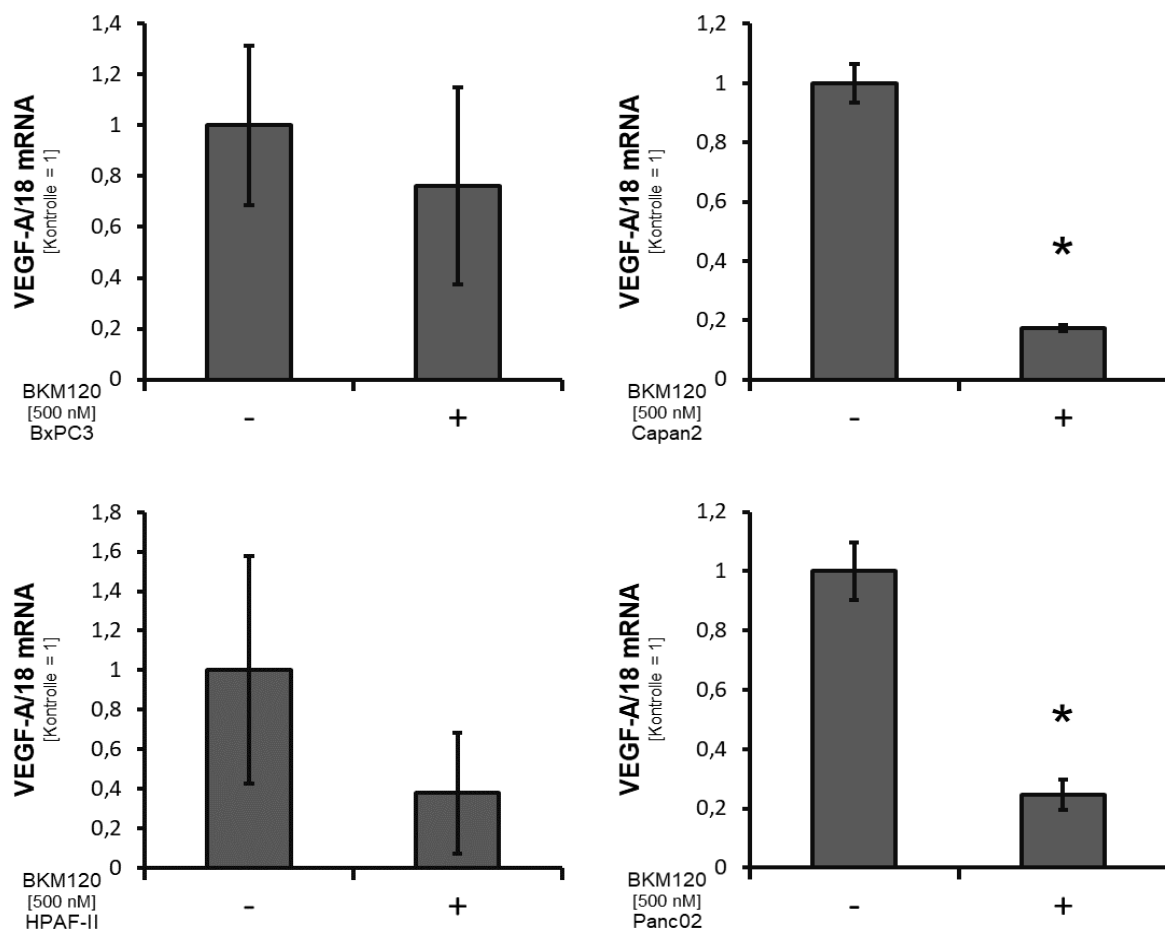 1,4
1,2
1
0,8
0,6
0,4
0,2
0
VEGF-A/18 mRNA
[Kontrolle = 1]
BKM120
[500 nM]
BxPC3
- +
1,2
1
0,8
0,6
0,4
0,2
0
VEGF-A/18 mRNA
[Kontrolle = 1]
*
BKM120
[500 nM]
Capan2
- +
1,8
1,6
1,4
1,2
1
0,8
0,6
0,4
0,2
0
VEGF-A/18 mRNA
[Kontrolle = 1]
BKM120
[500 nM]
HPAF-II
- +
1,2
1
0,8
0,6
0,4
0,2
0
VEGF-A/18 mRNA
[Kontrolle = 1]
*
BKM120
[500 nM]
Panc02
- +